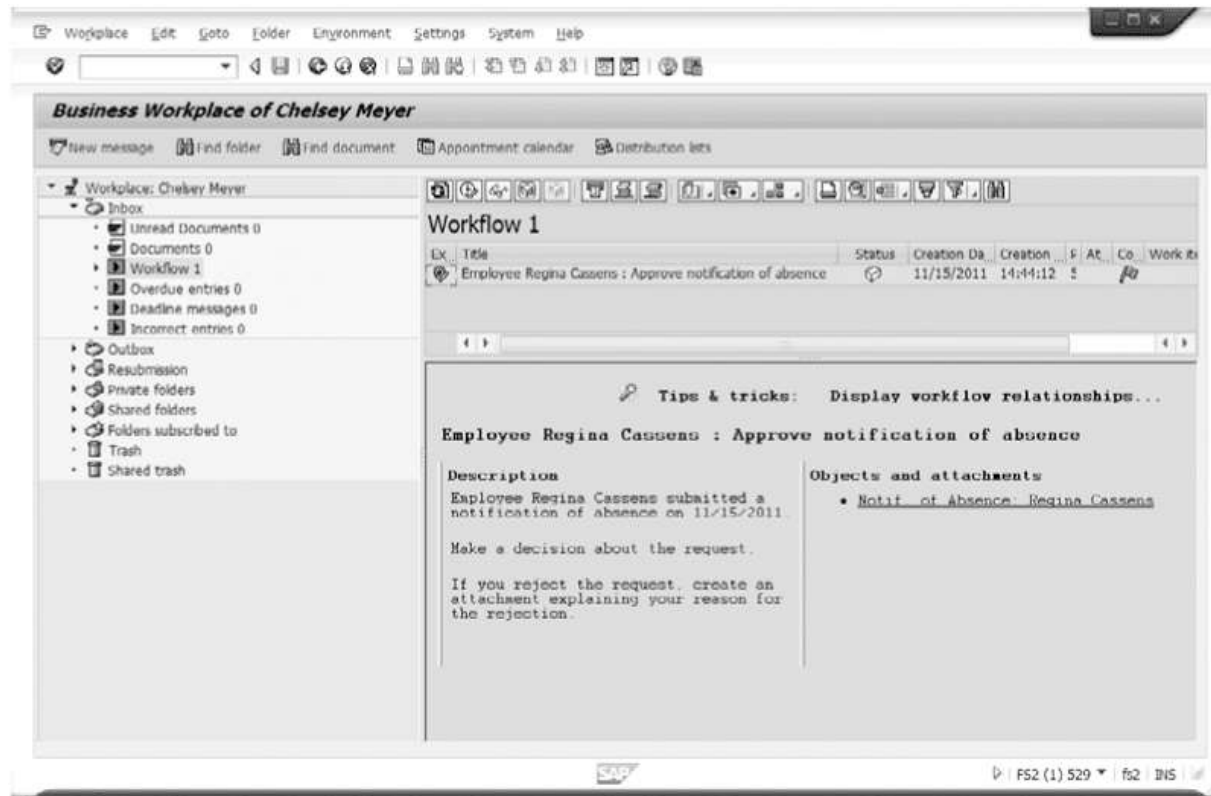 Workplace Edit Goto Folder Environment Settings System Help
Business Workplace of Chelsey Meyer
New message Find folder Find document Appointment calendar Distribution lists
Workplace: Chelsey Meyer
Inbox
Unread Documents 0
Documents 0
Workflow 1
Overdue entries 0
Deadline messages 0
Incorrect entries 0
Outbox
Resubmission
Private folders
Shared folders
Folders subscribed to
Trash
Shared trash
Workflow 1
Ex... Title Status Creation Da... Creation ... P At... Co... Work ite
Employee Regina Cassens : Approve notification of absence 11/15/2011 14:44:12 5
Tips & tricks: Display workflow relationships...
Employee Regina Cassens : Approve notification of absence
Description
Employee Regina Cassens submitted a
notification of absence on 11/15/2011.
Make a decision about the request.
If you reject the request, create an
attachment explaining your reason for
the rejection.
Objects and attachments
• Notif. of Absence: Regina Cassens
SAP
FS2 (1) 529 fs2 INS